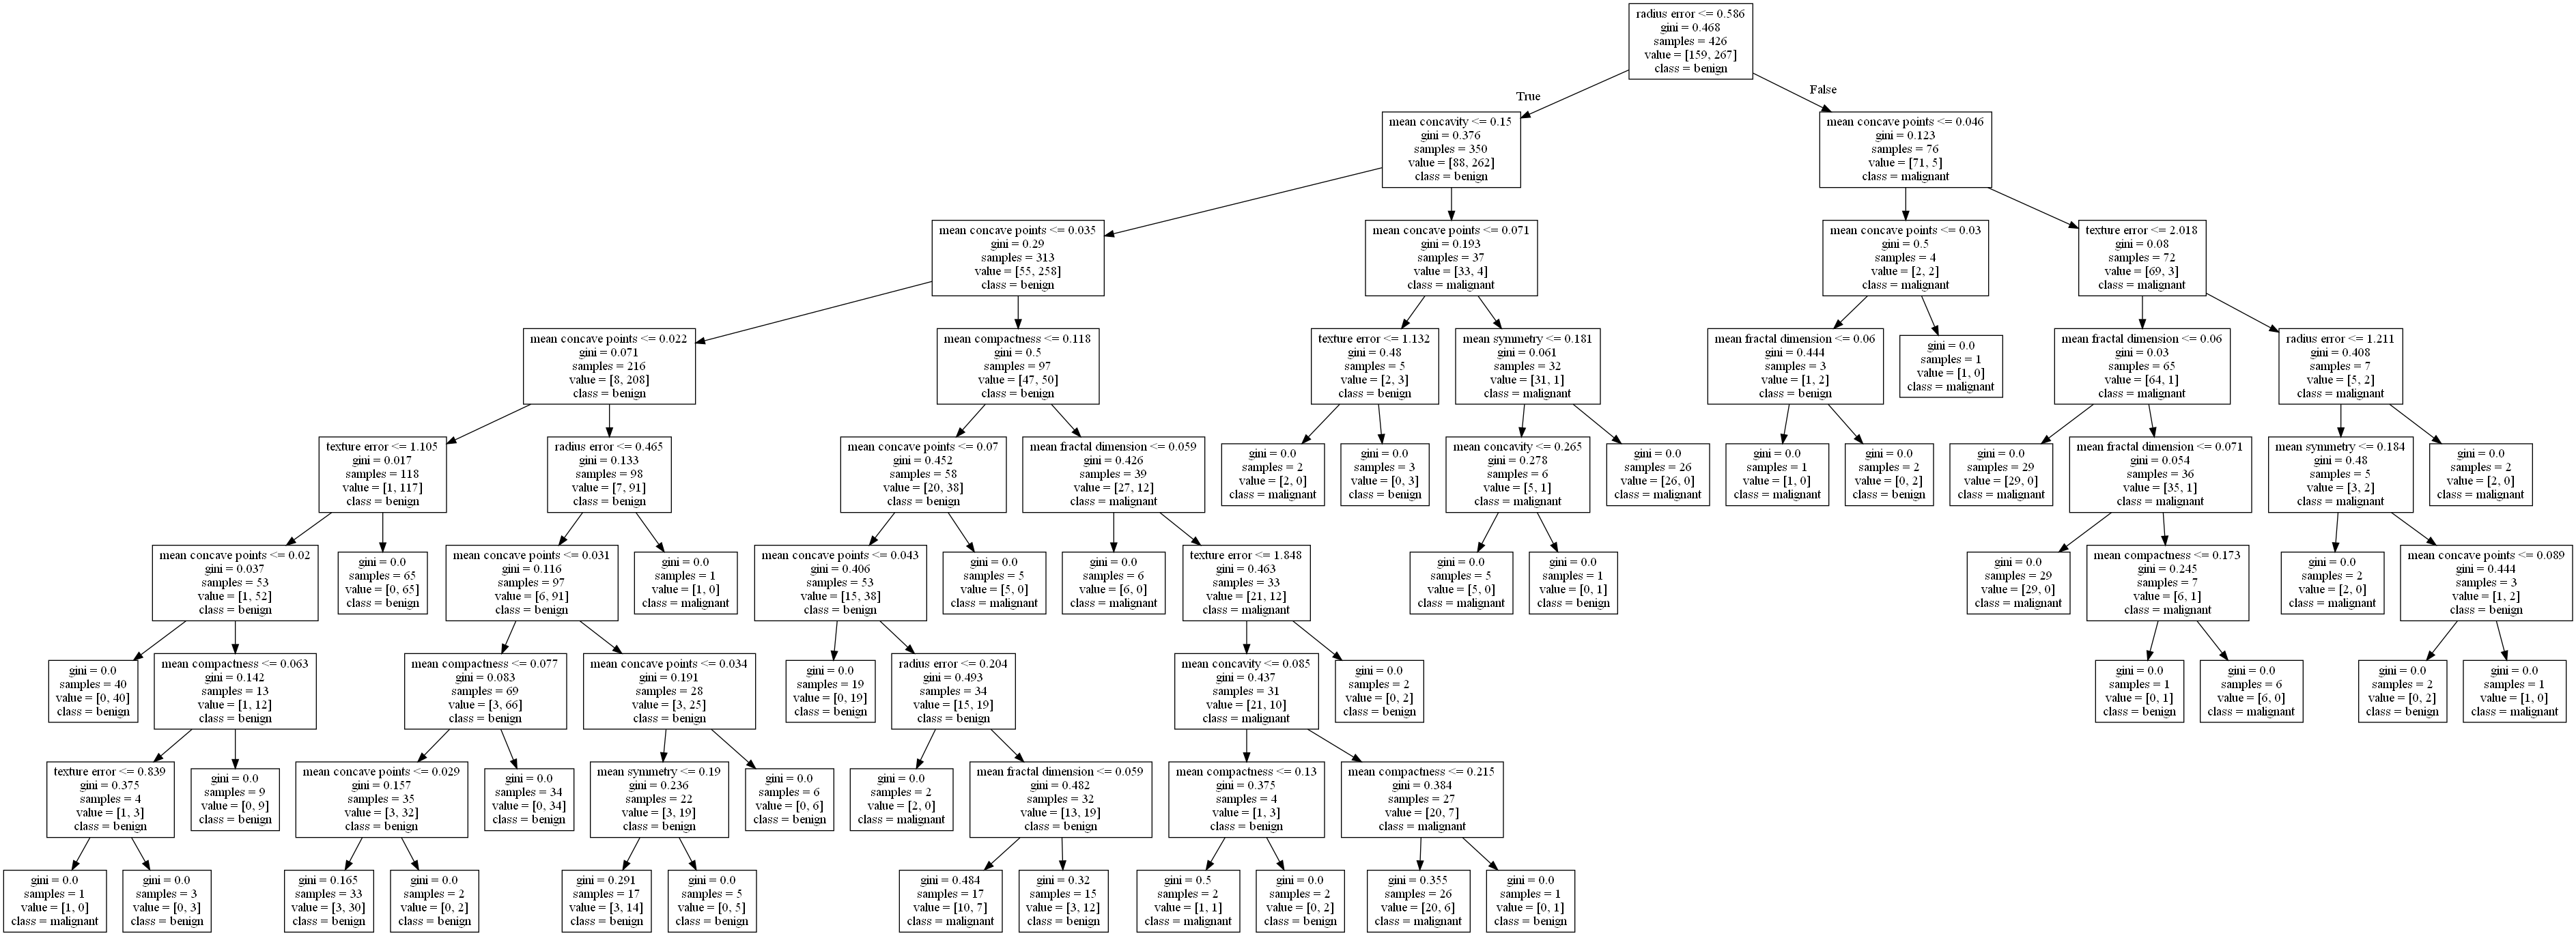 radius error <= 0.586
gini = 0.468
samples = 426
value = [159, 267]
class = benign
True
False
mean concavity <= 0.15
gini = 0.376
samples = 350
value = [88, 262]
class = benign
mean concave points <= 0.046
gini = 0.123
samples = 76
value = [71, 5]
class = malignant
mean concave points <= 0.035
gini = 0.29
samples = 313
value = [55, 258]
class = benign
mean concave points <= 0.071
gini = 0.193
samples = 37
value = [33, 4]
class = malignant
mean concave points <= 0.03
gini = 0.5
samples = 4
value = [2, 2]
class = malignant
texture error <= 2.018
gini = 0.08
samples = 72
value = [69, 3]
class = malignant
mean concave points <= 0.022
gini = 0.071
samples = 216
value = [8, 208]
class = benign
mean compactness <= 0.118
gini = 0.5
samples = 97
value = [47, 50]
class = benign
texture error <= 1.132
gini = 0.48
samples = 5
value = [2, 3]
class = benign
mean symmetry <= 0.181
gini = 0.061
samples = 32
value = [31, 1]
class = malignant
mean fractal dimension <= 0.06
gini = 0.444
samples = 3
value = [1, 2]
class = benign
gini = 0.0
samples = 1
value = [1, 0]
class = malignant
mean fractal dimension <= 0.06
gini = 0.03
samples = 65
value = [64, 1]
class = malignant
radius error <= 1.211
gini = 0.408
samples = 7
value = [5, 2]
class = malignant
texture error <= 1.105
gini = 0.017
samples = 118
value = [1, 117]
class = benign
radius error <= 0.465
gini = 0.133
samples = 98
value = [7, 91]
class = benign
mean concave points <= 0.07
gini = 0.452
samples = 58
value = [20, 38]
class = benign
mean fractal dimension <= 0.059
gini = 0.426
samples = 39
value = [27, 12]
class = malignant
gini = 0.0
samples = 2
value = [2, 0]
class = malignant
gini = 0.0
samples = 3
value = [0, 3]
class = benign
mean concavity <= 0.265
gini = 0.278
samples = 6
value = [5, 1]
class = malignant
gini = 0.0
samples = 26
value = [26, 0]
class = malignant
gini = 0.0
samples = 1
value = [1, 0]
class = malignant
gini = 0.0
samples = 2
value = [0, 2]
class = benign
gini = 0.0
samples = 29
value = [29, 0]
class = malignant
mean fractal dimension <= 0.071
gini = 0.054
samples = 36
value = [35, 1]
class = malignant
mean symmetry <= 0.184
gini = 0.48
samples = 5
value = [3, 2]
class = malignant
gini = 0.0
samples = 2
value = [2, 0]
class = malignant
mean concave points <= 0.02
gini = 0.037
samples = 53
value = [1, 52]
class = benign
gini = 0.0
samples = 65
value = [0, 65]
class = benign
mean concave points <= 0.031
gini = 0.116
samples = 97
value = [6, 91]
class = benign
gini = 0.0
samples = 1
value = [1, 0]
class = malignant
mean concave points <= 0.043
gini = 0.406
samples = 53
value = [15, 38]
class = benign
gini = 0.0
samples = 5
value = [5, 0]
class = malignant
gini = 0.0
samples = 6
value = [6, 0]
class = malignant
texture error <= 1.848
gini = 0.463
samples = 33
value = [21, 12]
class = malignant
gini = 0.0
samples = 5
value = [5, 0]
class = malignant
gini = 0.0
samples = 1
value = [0, 1]
class = benign
gini = 0.0
samples = 29
value = [29, 0]
class = malignant
mean compactness <= 0.173
gini = 0.245
samples = 7
value = [6, 1]
class = malignant
gini = 0.0
samples = 2
value = [2, 0]
class = malignant
mean concave points <= 0.089
gini = 0.444
samples = 3
value = [1, 2]
class = benign
gini = 0.0
samples = 40
value = [0, 40]
class = benign
mean compactness <= 0.063
gini = 0.142
samples = 13
value = [1, 12]
class = benign
mean compactness <= 0.077
gini = 0.083
samples = 69
value = [3, 66]
class = benign
mean concave points <= 0.034
gini = 0.191
samples = 28
value = [3, 25]
class = benign
gini = 0.0
samples = 19
value = [0, 19]
class = benign
radius error <= 0.204
gini = 0.493
samples = 34
value = [15, 19]
class = benign
mean concavity <= 0.085
gini = 0.437
samples = 31
value = [21, 10]
class = malignant
gini = 0.0
samples = 2
value = [0, 2]
class = benign
gini = 0.0
samples = 1
value = [0, 1]
class = benign
gini = 0.0
samples = 6
value = [6, 0]
class = malignant
gini = 0.0
samples = 2
value = [0, 2]
class = benign
gini = 0.0
samples = 1
value = [1, 0]
class = malignant
texture error <= 0.839
gini = 0.375
samples = 4
value = [1, 3]
class = benign
gini = 0.0
samples = 9
value = [0, 9]
class = benign
mean concave points <= 0.029
gini = 0.157
samples = 35
value = [3, 32]
class = benign
gini = 0.0
samples = 34
value = [0, 34]
class = benign
mean symmetry <= 0.19
gini = 0.236
samples = 22
value = [3, 19]
class = benign
gini = 0.0
samples = 6
value = [0, 6]
class = benign
gini = 0.0
samples = 2
value = [2, 0]
class = malignant
mean fractal dimension <= 0.059
gini = 0.482
samples = 32
value = [13, 19]
class = benign
mean compactness <= 0.13
gini = 0.375
samples = 4
value = [1, 3]
class = benign
mean compactness <= 0.215
gini = 0.384
samples = 27
value = [20, 7]
class = malignant
gini = 0.0
samples = 1
value = [1, 0]
class = malignant
gini = 0.0
samples = 3
value = [0, 3]
class = benign
gini = 0.165
samples = 33
value = [3, 30]
class = benign
gini = 0.0
samples = 2
value = [0, 2]
class = benign
gini = 0.291
samples = 17
value = [3, 14]
class = benign
gini = 0.0
samples = 5
value = [0, 5]
class = benign
gini = 0.484
samples = 17
value = [10, 7]
class = malignant
gini = 0.32
samples = 15
value = [3, 12]
class = benign
gini = 0.5
samples = 2
value = [1, 1]
class = malignant
gini = 0.0
samples = 2
value = [0, 2]
class = benign
gini = 0.355
samples = 26
value = [20, 6]
class = malignant
gini = 0.0
samples = 1
value = [0, 1]
class = benign